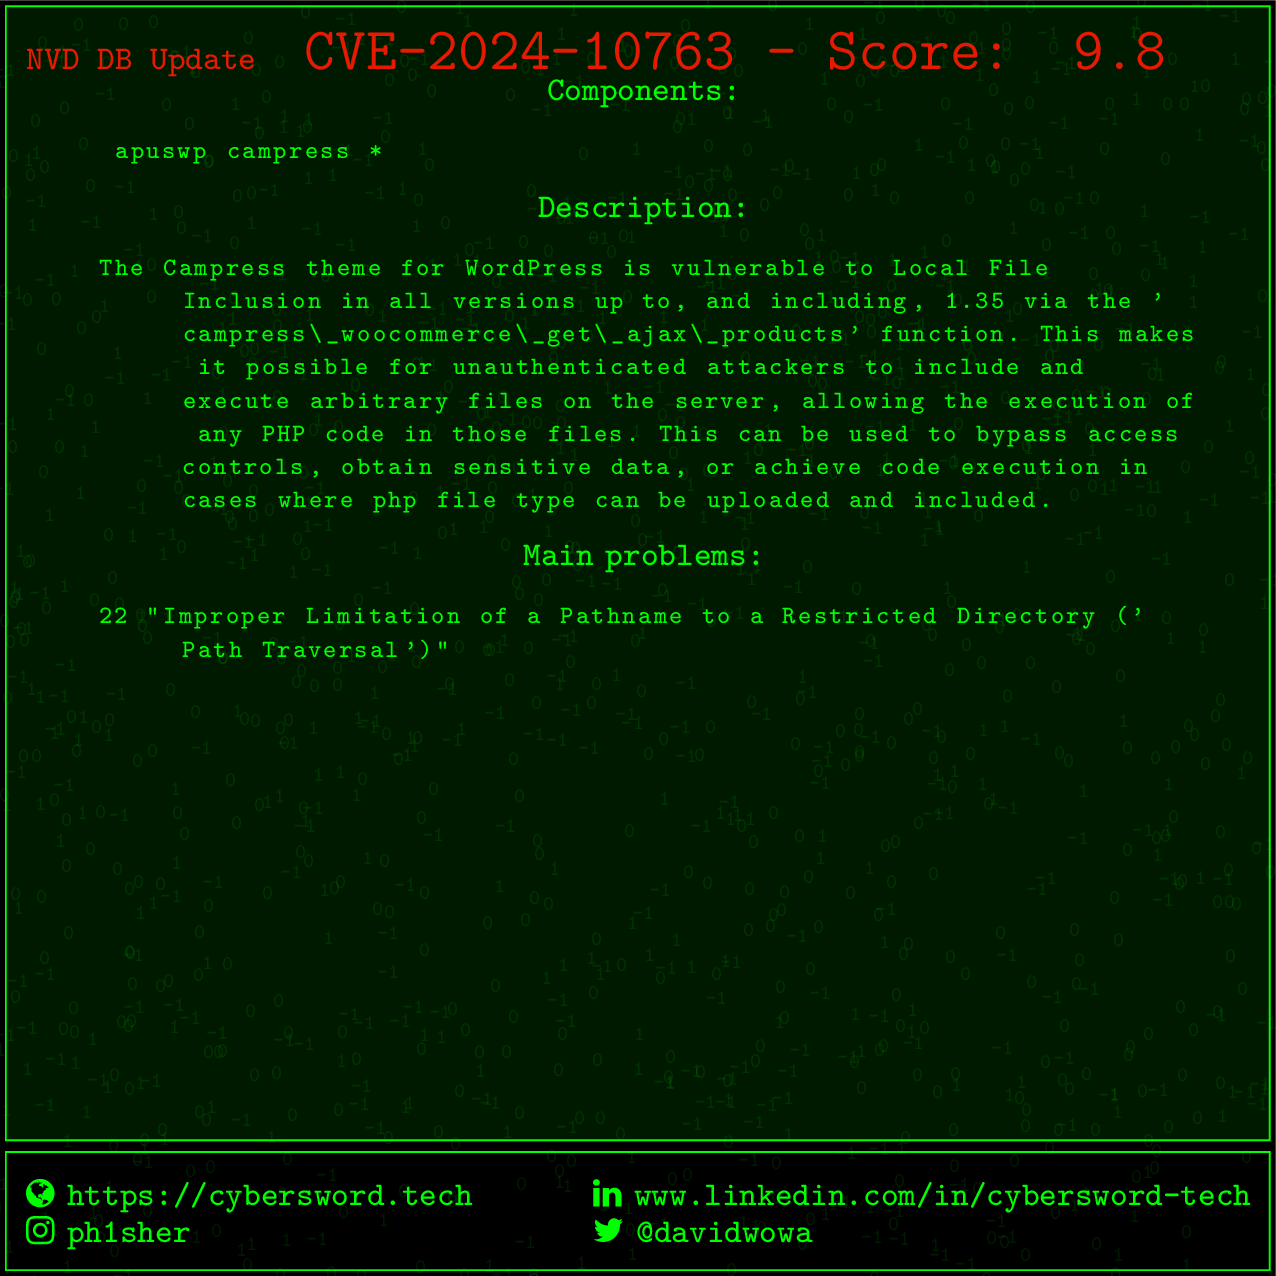 NVD DB Update CVE-2024-10763 - Score: 9.8
Components:
apuswp campress *
Description:
The Campress theme for WordPress is vulnerable to Local File
Inclusion in all versions up to, and including, 1.35 via the '
campress\_woocommerce\_get\_ajax\_products' function. This makes
it possible for unauthenticated attackers to include and
execute arbitrary files on the server, allowing the execution of
any PHP code in those files. This can be used to bypass access
controls, obtain sensitive data, or achieve code execution in
cases where php file type can be uploaded and included.
Main problems:
22 "Improper Limitation of a Pathname to a Restricted Directory ('
Path Traversal')"
https://cybersword.tech www.linkedin.com/in/cybersword-tech
ph1sher @davidwowa